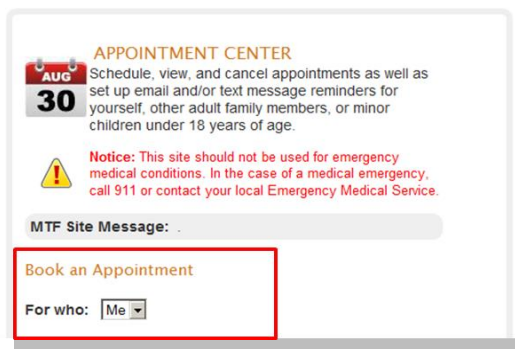 APPOINTMENT CENTER
AUG
30
Schedule, view, and cancel appointments as well as
set up email and/or text message reminders for
yourself, other adult family members, or minor
children under 18 years of age.
Notice: This site should not be used for emergency
medical conditions. In the case of a medical emergency,
call 911 or contact your local Emergency Medical Service.
MTF Site Message: .
Book an Appointment
For who: Me